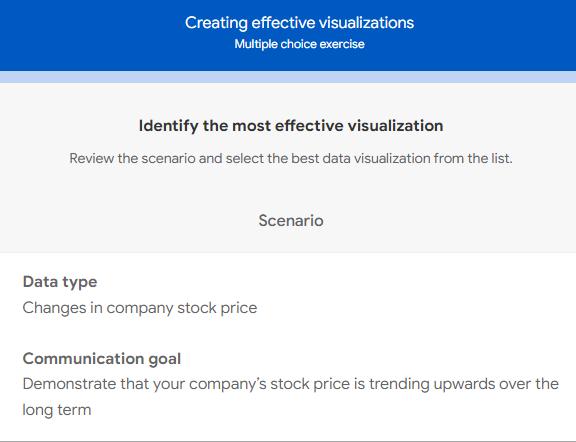 Creating effective visualizations
Multiple choice exercise
Identify the most effective visualization
Review the scenario and select the best data visualization from the list.
Scenario
Data type
Changes in company stock price
Communication goal
Demonstrate that your company’s stock price is trending upwards over the
long term